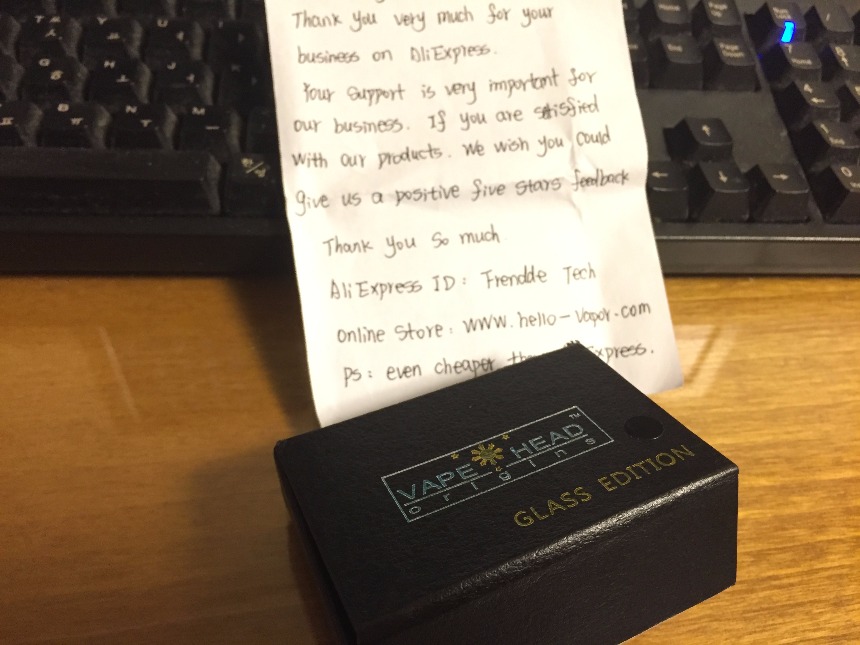 Thank you very much for your
business on AliExpress.
Your support is very important for
our business. If you are satisfied
with our products. We wish you could
give us a positive five stars feedback
Thank you so much
AliExpress ID: Trendde Tech
Online Store: www.hello-vapor.com
Ps: even cheaper xpress.
VAPE HEAD™
origins
GLASS EDITION